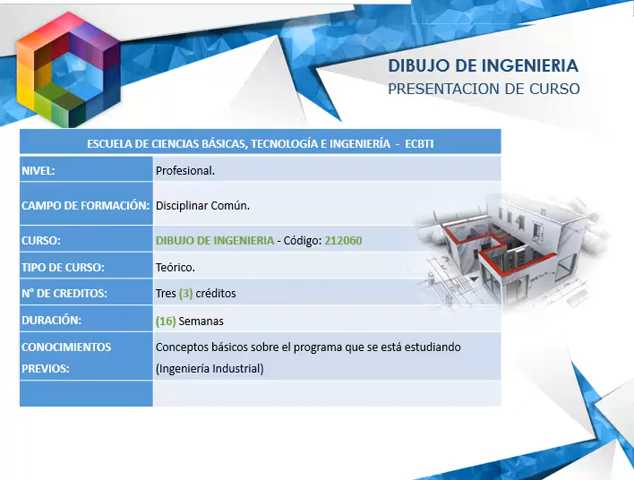 DIBUJO DE INGENIERIA
PRESENTACION DE CURSO
ESCUELA DE CIENCIAS BÁSICAS, TECNOLOGÍA E INGENIERÍA - ECBTI
NIVEL: Profesional.
CAMPO DE FORMACIÓN: Disciplinar Común.
CURSO: DIBUJO DE INGENIERIA - Código: 212060
TIPO DE CURSO: Teórico.
N° DE CREDITOS: Tres (3) créditos
DURACIÓN: (16) Semanas
CONOCIMIENTOS PREVIOS: Conceptos básicos sobre el programa que se está estudiando
(Ingeniería Industrial)